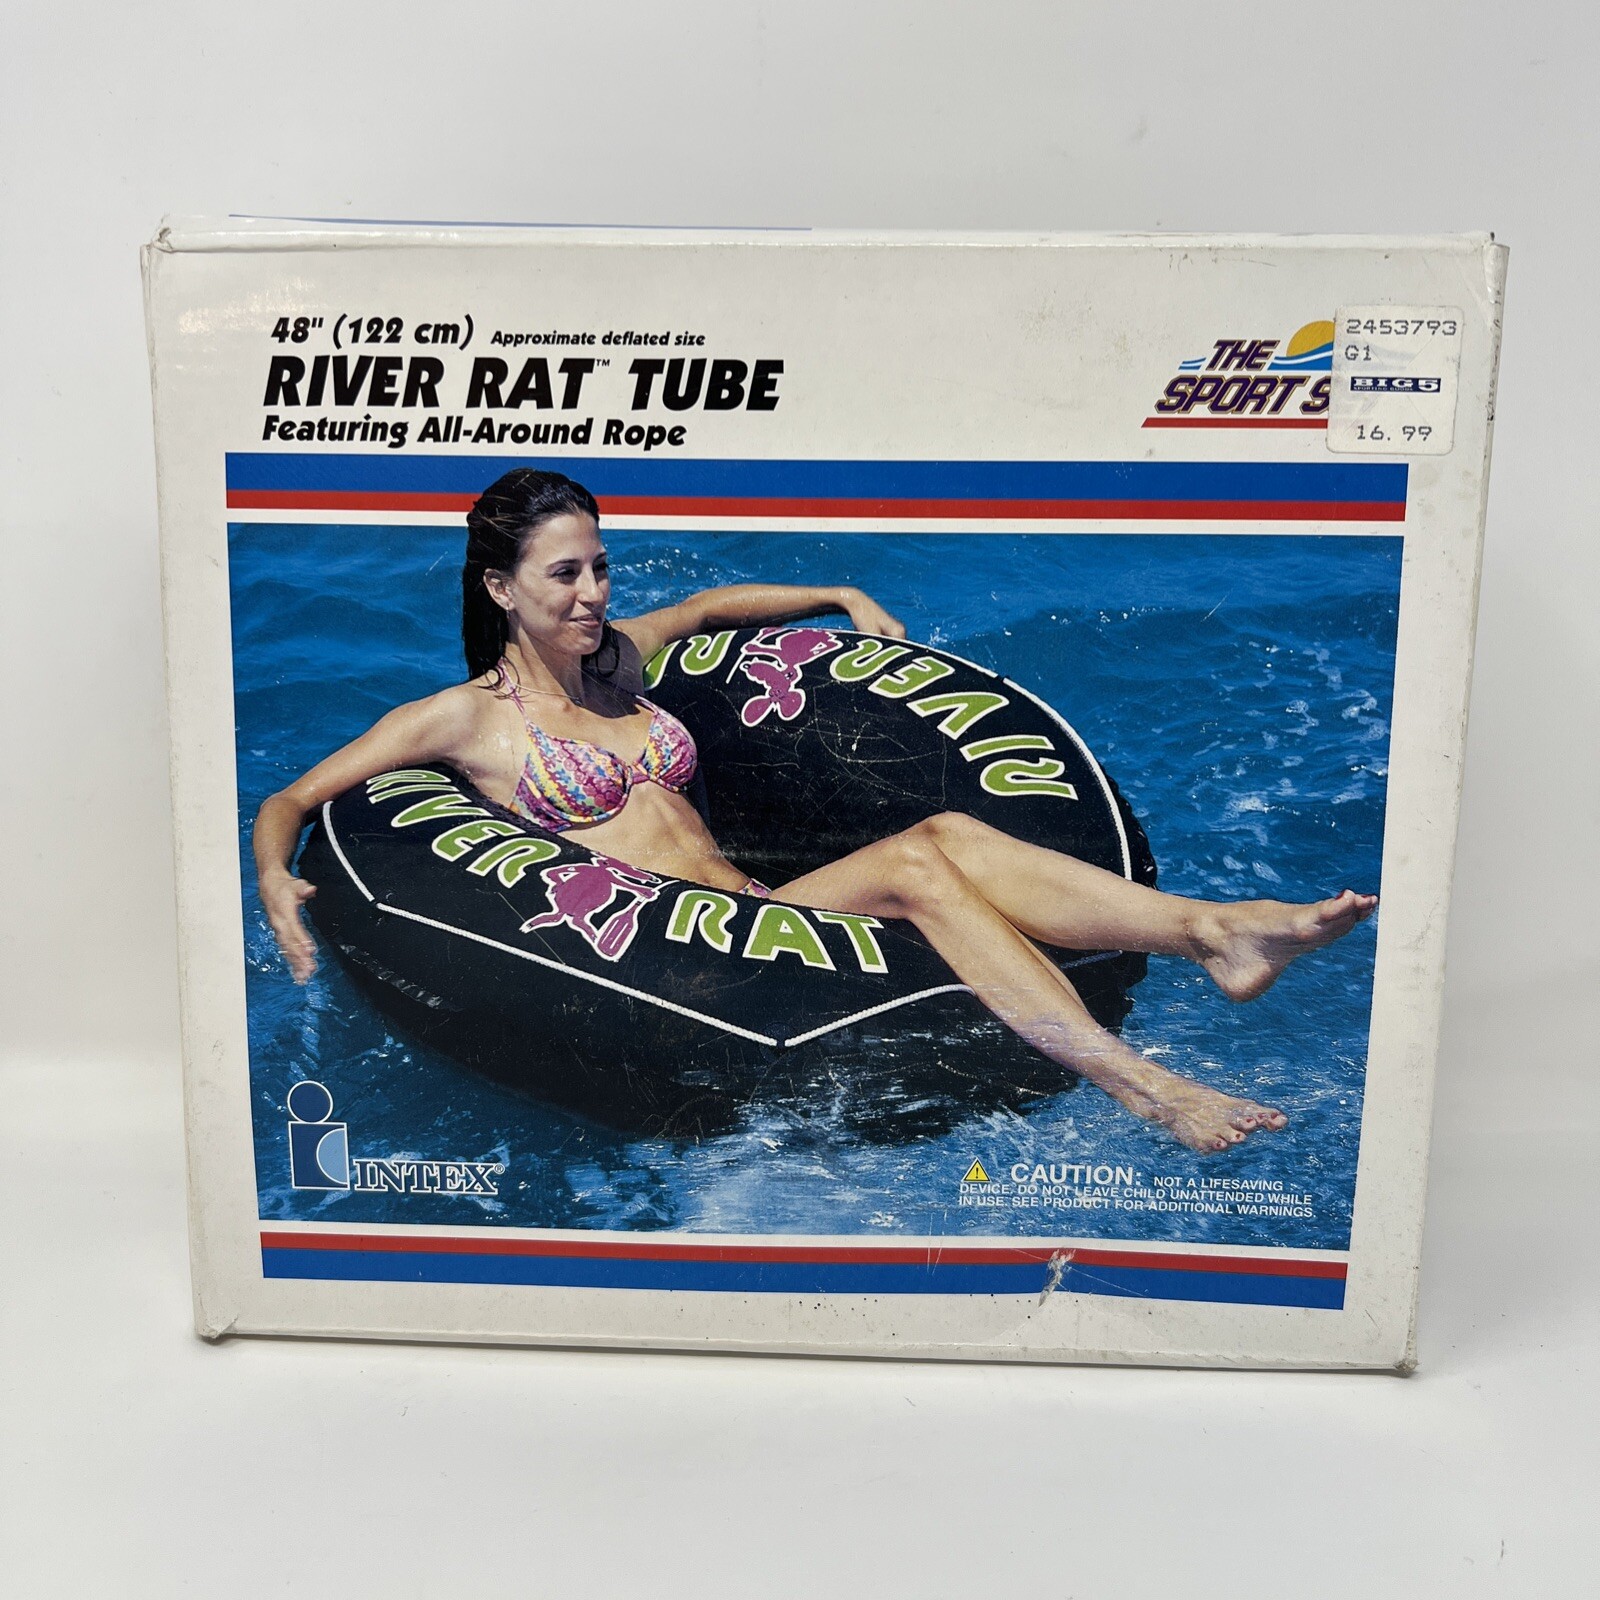 48" (122 cm) Approximate deflated size
RIVER RAT™ TUBE
Featuring All-Around Rope
THE
SPORT S
2453793
G1
BIG 5
SPORTING GOODS
16.99
RIVER
RIVER
RAT
INTEX®
CAUTION: NOT A LIFESAVING
DEVICE. DO NOT LEAVE CHILD UNATTENDED WHILE
IN USE. SEE PRODUCT FOR ADDITIONAL WARNINGS.